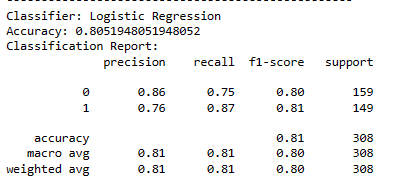 Classifier: Logistic Regression
Accuracy: 0.8051948051948052
Classification Report:
              precision    recall  f1-score   support

           0       0.86      0.75      0.80       159
           1       0.76      0.87      0.81       149

    accuracy                           0.81       308
   macro avg       0.81      0.81      0.80       308
weighted avg       0.81      0.81      0.80       308